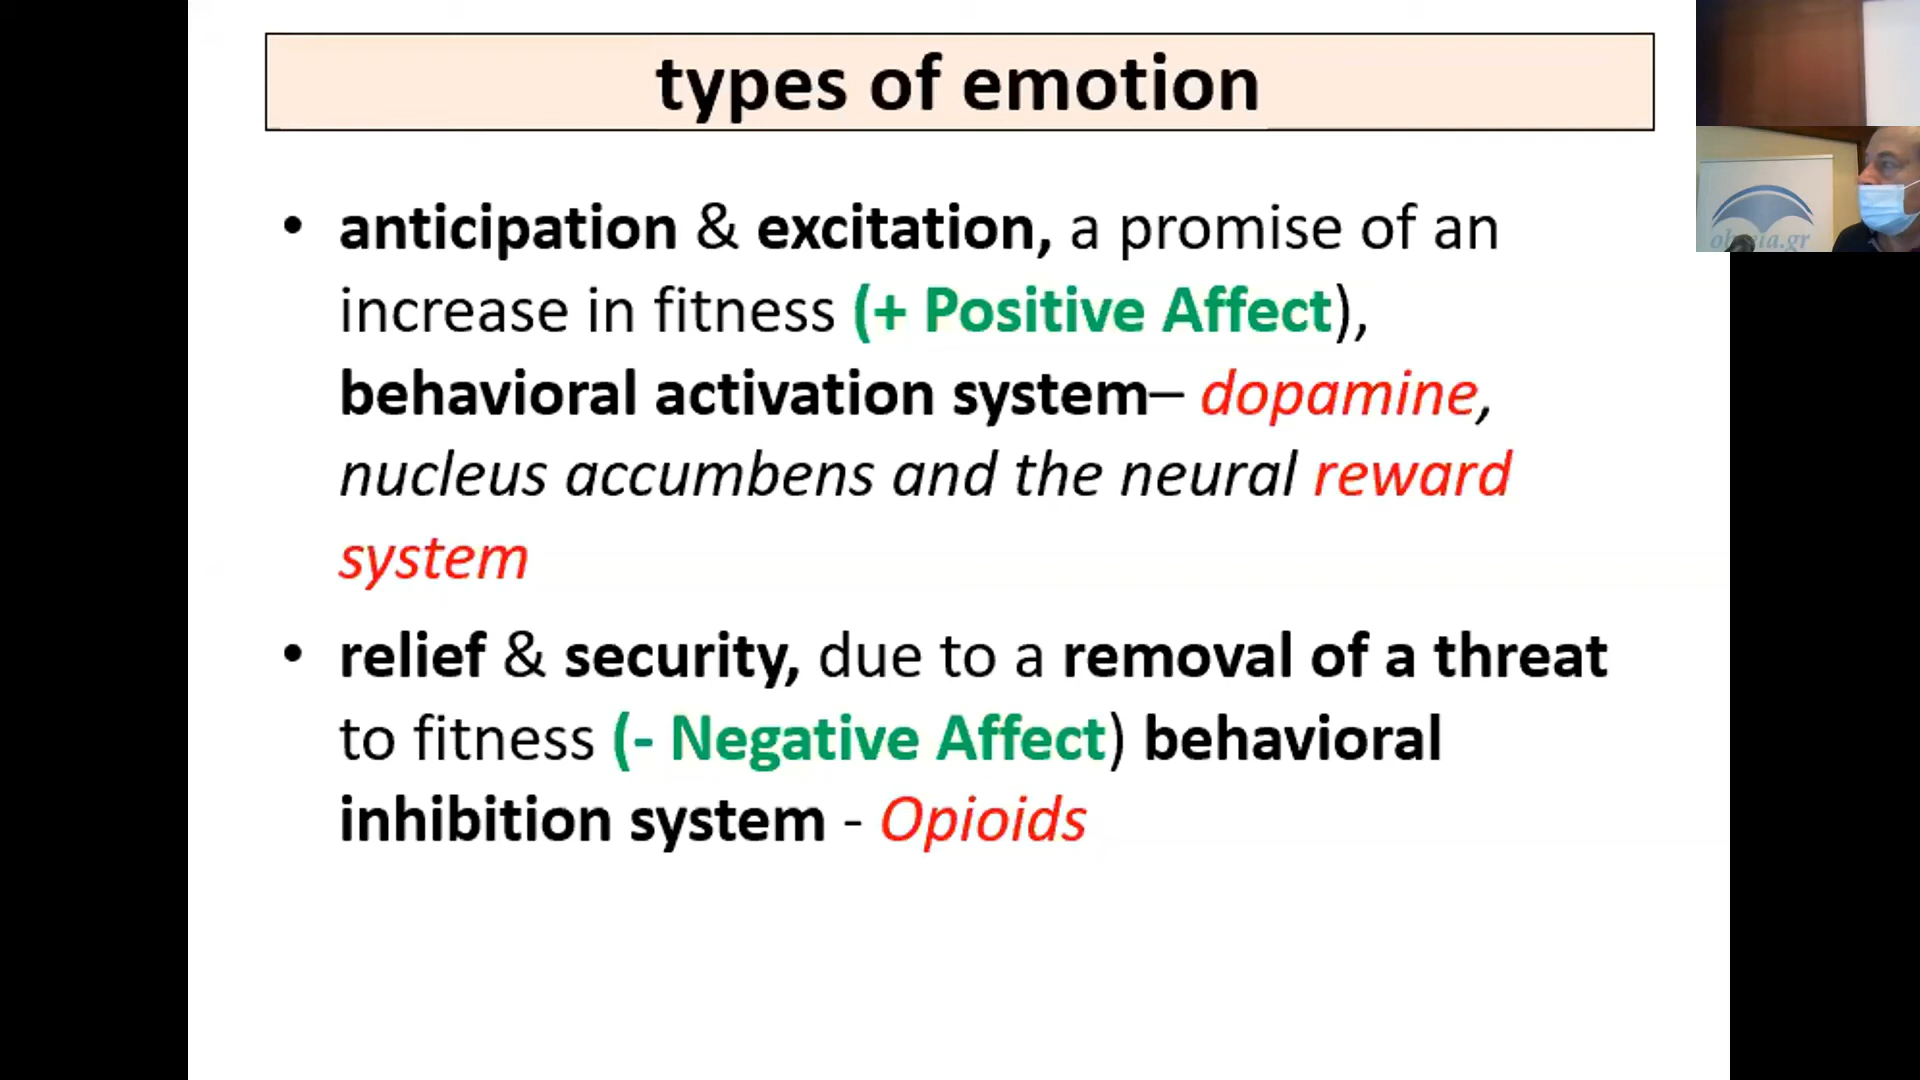 types of emotion
• anticipation & excitation, a promise of an
increase in fitness (+ Positive Affect),
behavioral activation system– dopamine,
nucleus accumbens and the neural reward
system
• relief & security, due to a removal of a threat
to fitness (- Negative Affect) behavioral
inhibition system - Opioids